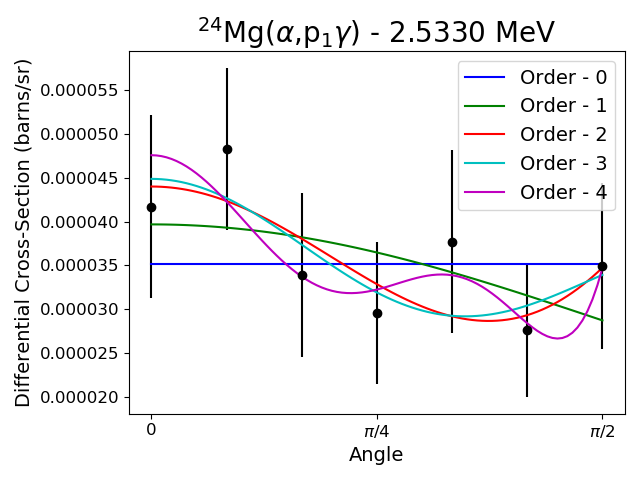 ²⁴Mg(α,p₁γ) - 2.5330 MeV
Differential Cross-Section (barns/sr)
0.000055
0.000050
0.000045
0.000040
0.000035
0.000030
0.000025
0.000020
Order - 0
Order - 1
Order - 2
Order - 3
Order - 4
0
π/4
π/2
Angle